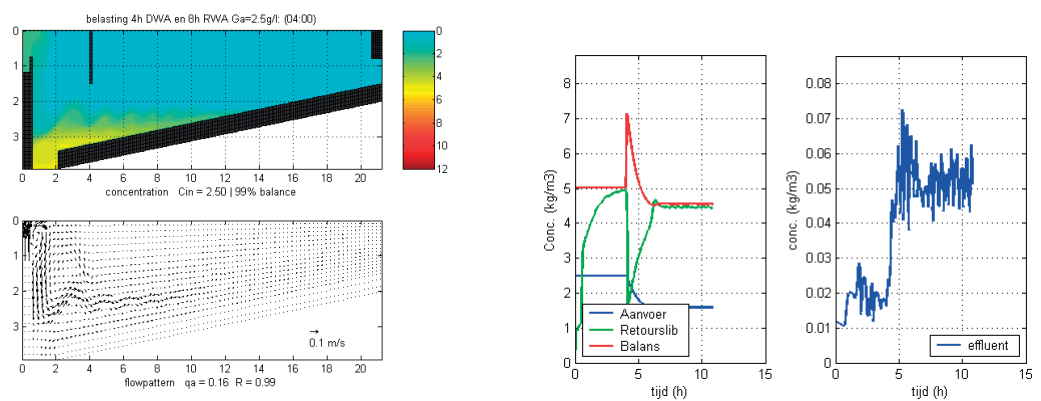 belasting 4h DWA en 8h RWA Ga=2.5g/l: (04:00)
0
1
2
3
0 2 4 6 8 10 12 14 16 18 20
concentration Cin = 2.50 | 99% balance
0
2
4
6
8
10
12
0
1
2
3
0.1 m/s
0 2 4 6 8 10 12 14 16 18 20
flowpattern qa = 0.16 R = 0.99
Conc. (kg/m3)
8
7
6
5
4
3
2
1
0
Aanvoer
Retourslib
Balans
0 5 10 15
tijd (h)
conc. (kg/m3)
0.08
0.07
0.06
0.05
0.04
0.03
0.02
0.01
0.00
effluent
0 5 10 15
tijd (h)